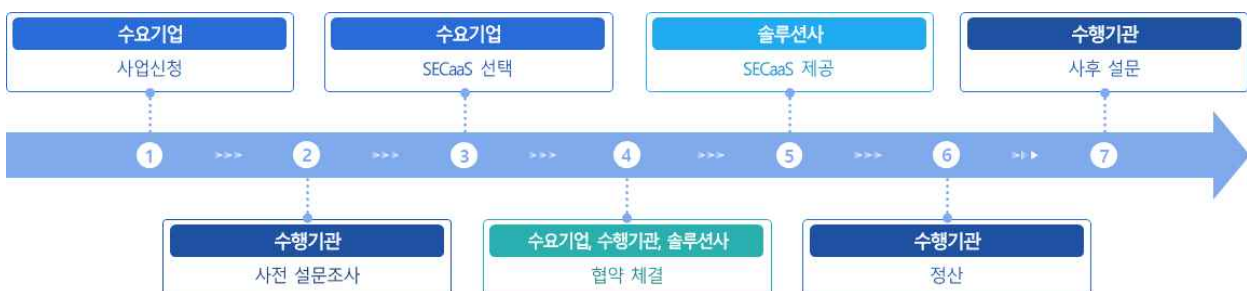 수요기업
사업신청
수요기업
SECaaS 선택
솔루션사
SECaaS 제공
수행기관
사후 설문
1 >>> 2 >>> 3 >>> 4 >>> 5 >>> 6 >>> 7
수행기관
사전 설문조사
수요기업, 수행기관, 솔루션사
협약 체결
수행기관
정산